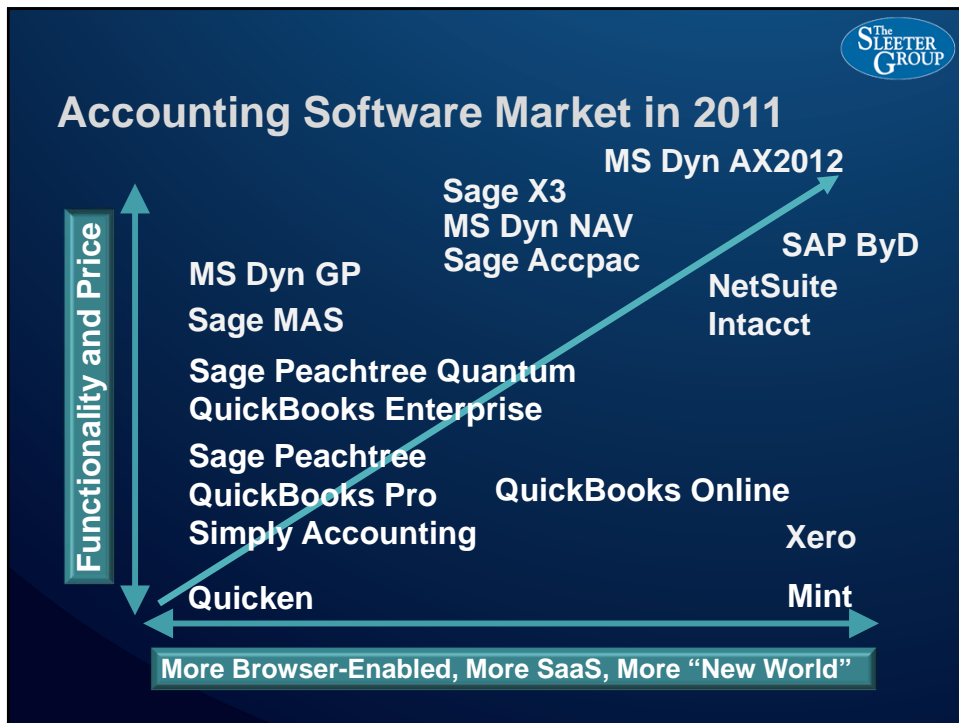 The
SLEETER
GROUP
Accounting Software Market in 2011
MS Dyn AX2012
Sage X3
MS Dyn NAV
Sage Accpac
SAP ByD
MS Dyn GP
NetSuite
Sage MAS
Intacct
Sage Peachtree Quantum
QuickBooks Enterprise
Sage Peachtree
QuickBooks Pro
QuickBooks Online
Simply Accounting
Xero
Quicken
Mint
Functionality and Price
More Browser-Enabled, More SaaS, More “New World”